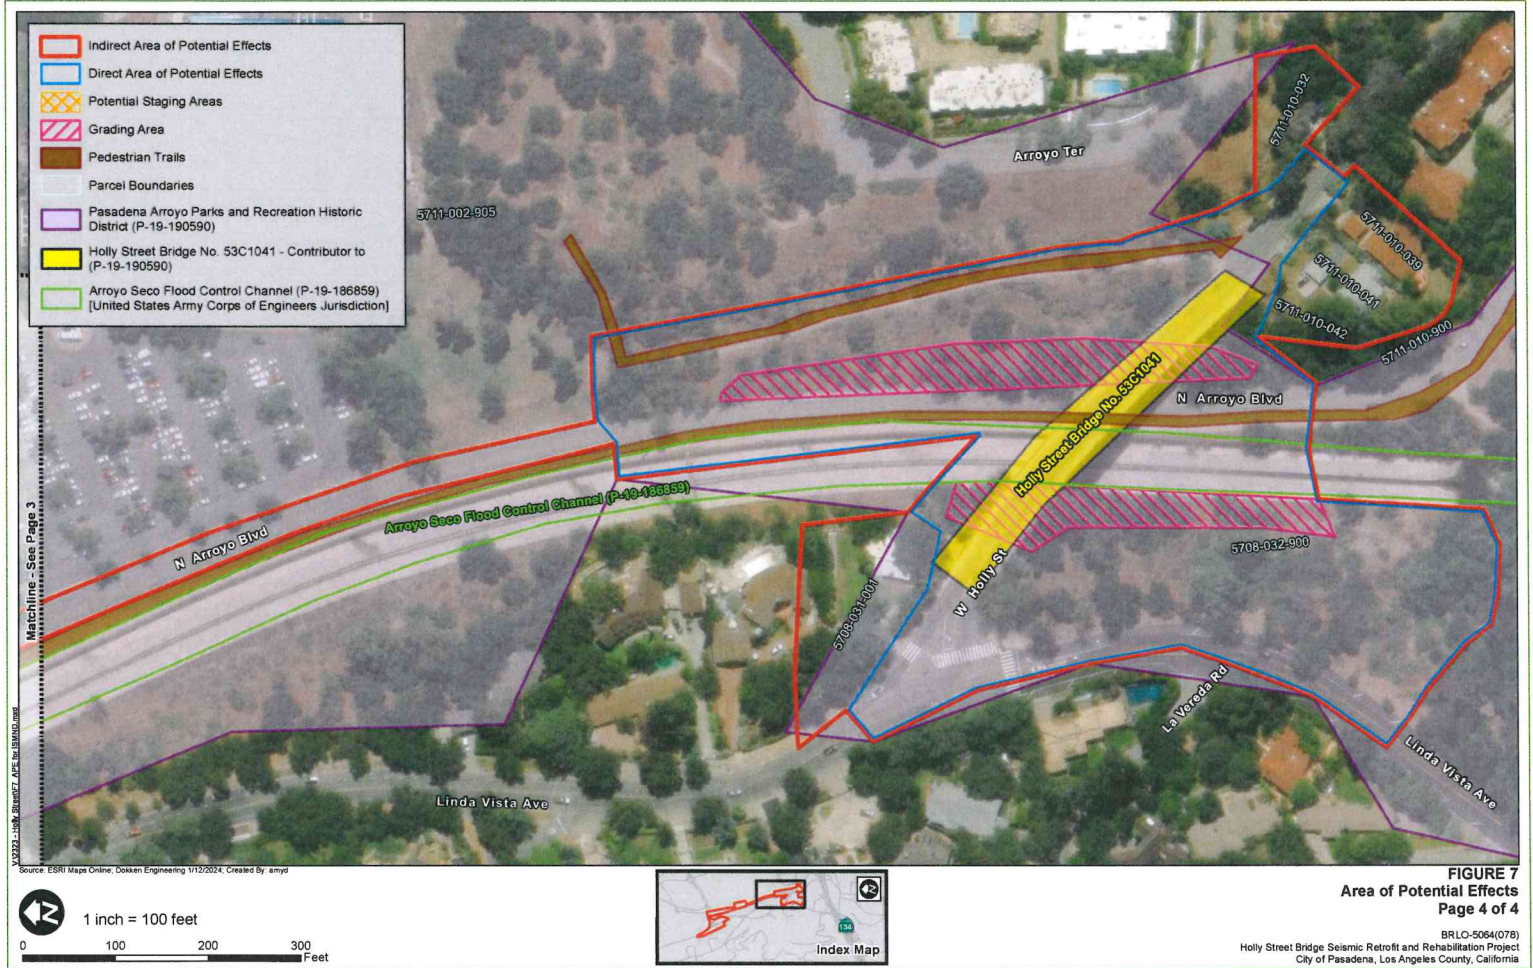 Indirect Area of Potential Effects
Direct Area of Potential Effects
Potential Staging Areas
Grading Area
Pedestrian Trails
Parcel Boundaries
Pasadena Arroyo Parks and Recreation Historic
District (P-19-190590)
Holly Street Bridge No. 53C1041 - Contributor to
(P-19-190590)
Arroyo Seco Flood Control Channel (P-19-186859)
[United States Army Corps of Engineers Jurisdiction]
5711-002-905
Arroyo Ter
5711-010-032
5711-010-039
5711-010-041
5711-010-042
5711-010-900
N Arroyo Blvd
Holly Street Bridge No. 53C1041
Arroyo Seco Flood Control Channel (P-19-186859)
N Arroyo Blvd
Matchline - See Page 3
5708-032-900
W Holly St
5708-031-001
La Vereda Rd
Linda Vista Ave
Linda Vista Ave
Source: ESRI Maps Online; Dokken Engineering 1/12/2024; Created By: amyd
N
1 inch = 100 feet
0 100 200 300
Feet
N
134
Index Map
FIGURE 7
Area of Potential Effects
Page 4 of 4
BRLO-5064(078)
Holly Street Bridge Seismic Retrofit and Rehabilitation Project
City of Pasadena, Los Angeles County, California